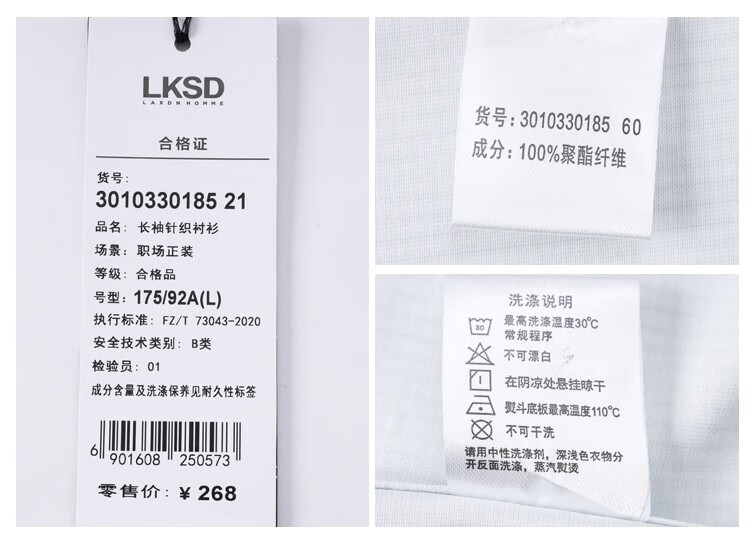 LKSD
LAXDN HOMME
合格证
货号:
3010330185 21
品名: 长袖针织衬衫
场景: 职场正装
等级: 合格品
号型: 175/92A(L)
执行标准: FZ/T 73043-2020
安全技术类别: B类
检验员: 01
成分含量及洗涤保养见耐久性标签
6 901608 250573
零售价: ¥ 268
货号: 3010330185 60
成分: 100%聚酯纤维
洗涤说明
30
最高洗涤温度30℃
常规程序
不可漂白
在阴凉处悬挂晾干
熨斗底板最高温度110℃
不可干洗
请用中性洗涤剂，深浅色衣物分
开反面洗涤，蒸汽熨烫